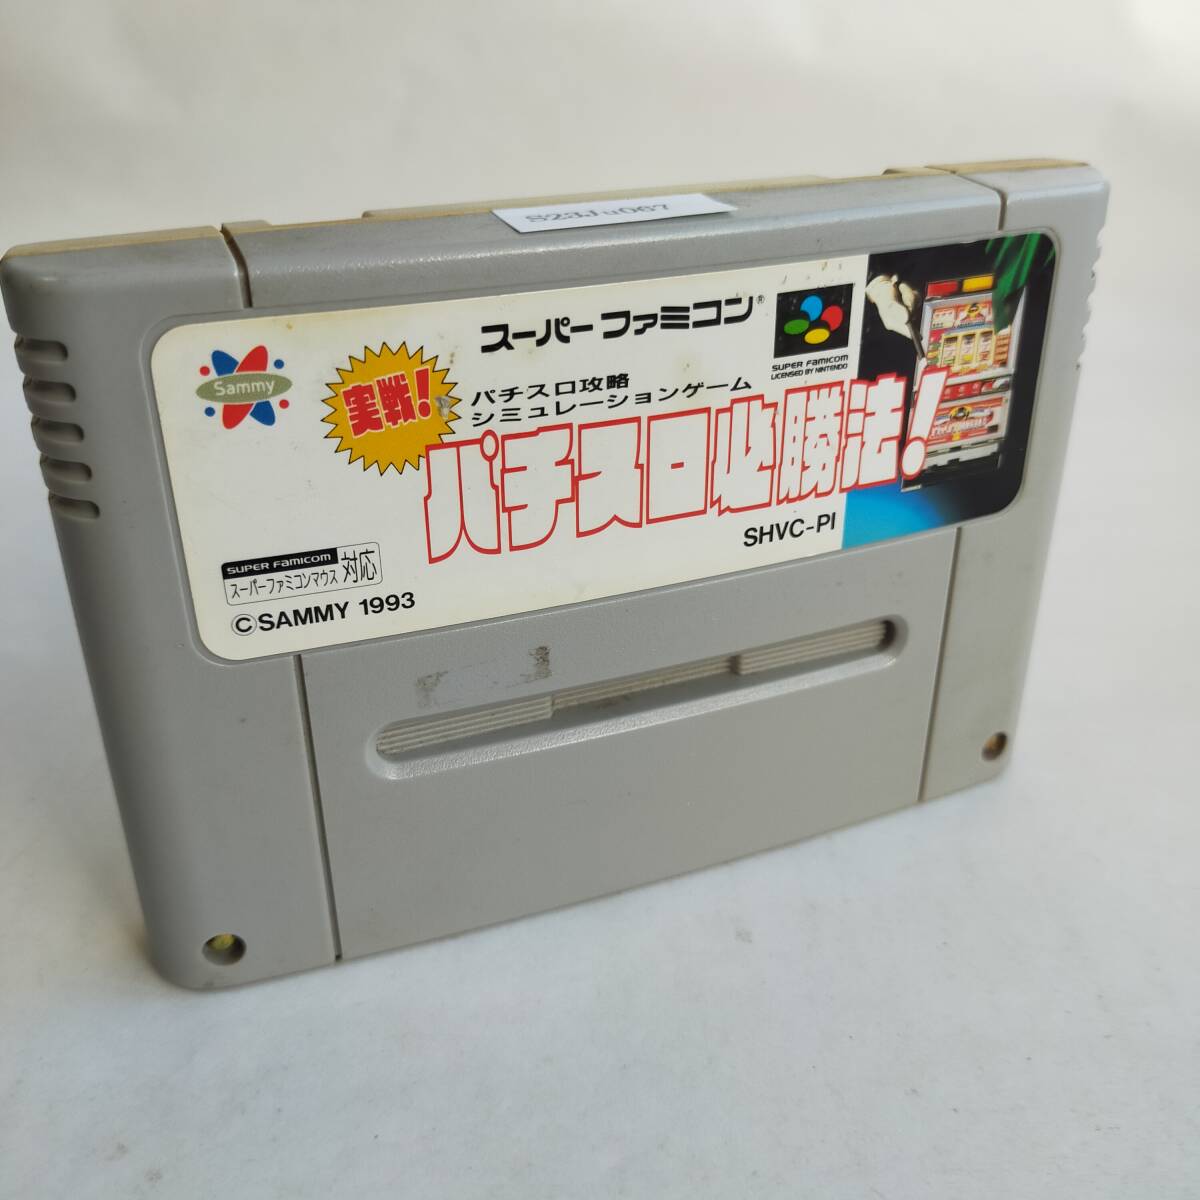 S23Ju067
スーパーファミコン®
Sammy
実戦!
パチスロ攻略
シミュレーションゲーム
SUPER FAMICOM
LICENSED BY NINTENDO
パチスロ必勝法!
SHVC-PI
SUPER FAMICOM
スーパーファミコンマウス 対応
©SAMMY 1993